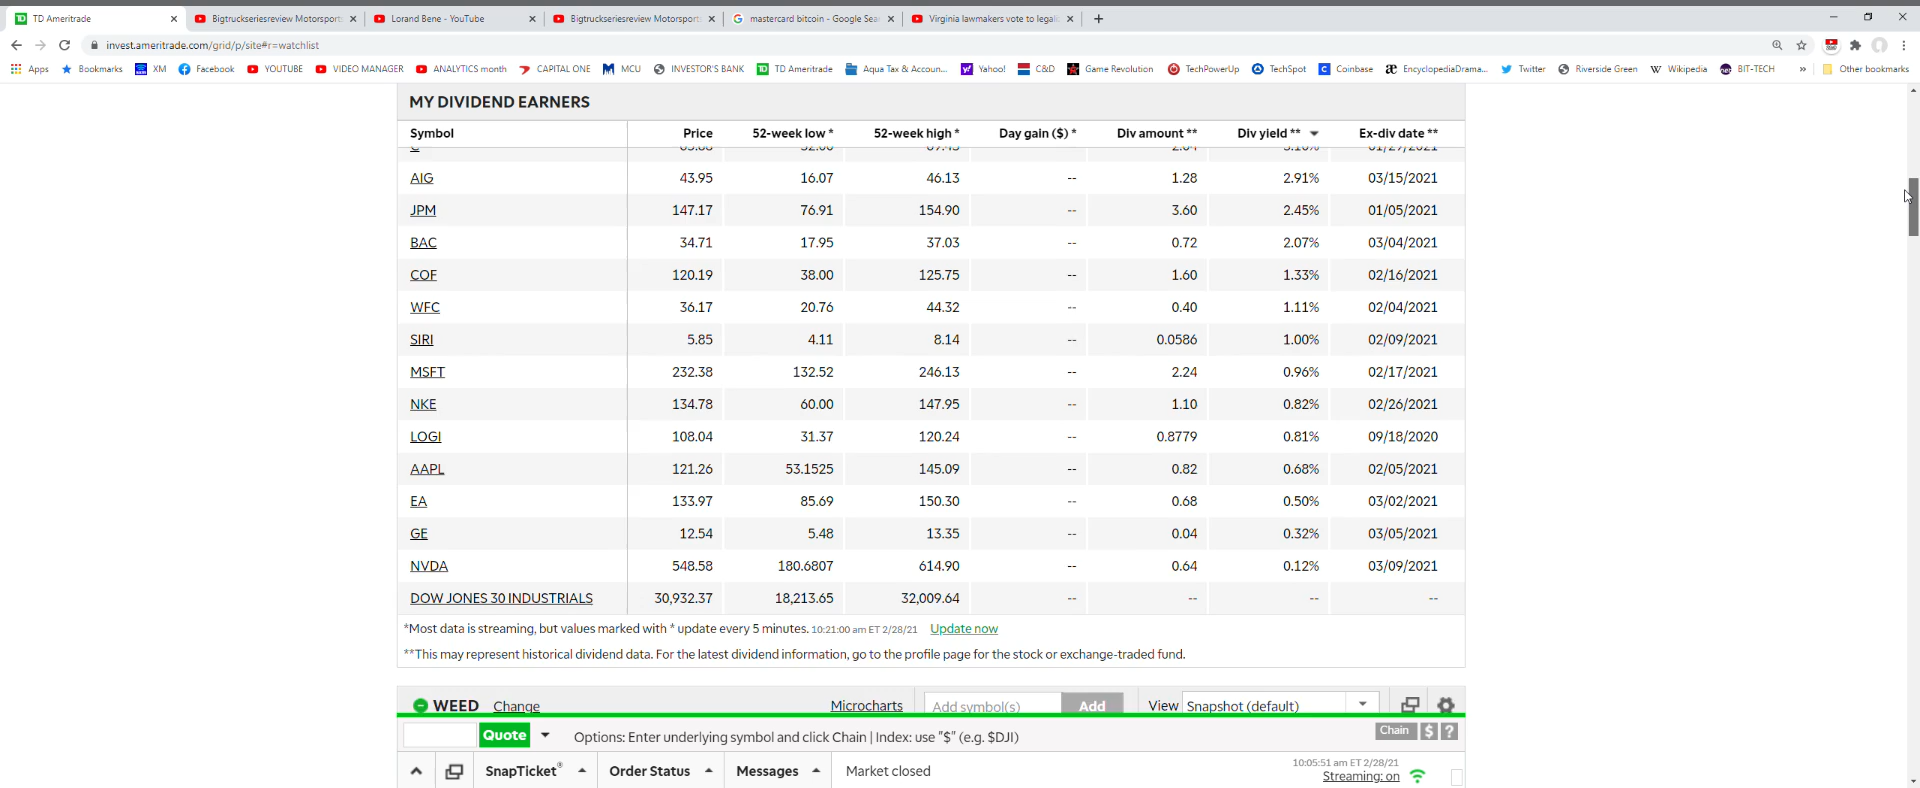 TD Ameritrade
Bigtruckseriesreview Motorsport:
Lorand Bene - YouTube
Bigtruckseriesreview Motorsport:
mastercard bitcoin - Google Sea
Virginia lawmakers vote to legali
invest.ameritrade.com/grid/p/site#r=watchlist
Apps Bookmarks XM Facebook YOUTUBE VIDEO MANAGER ANALYTICS month CAPITAL ONE MCU INVESTOR'S BANK TD Ameritrade Aqua Tax & Accoun... Yahoo! C&D Game Revolution TechPowerUp TechSpot Coinbase EncyclopediaDrama... Twitter Riverside Green Wikipedia BIT-TECH » Other bookmarks
MY DIVIDEND EARNERS
Symbol Price 52-week low * 52-week high * Day gain ($) * Div amount ** Div yield ** Ex-div date **
AIG 43.95 16.07 46.13 -- 1.28 2.91% 03/15/2021
JPM 147.17 76.91 154.90 -- 3.60 2.45% 01/05/2021
BAC 34.71 17.95 37.03 -- 0.72 2.07% 03/04/2021
COF 120.19 38.00 125.75 -- 1.60 1.33% 02/16/2021
WFC 36.17 20.76 44.32 -- 0.40 1.11% 02/04/2021
SIRI 5.85 4.11 8.14 -- 0.0586 1.00% 02/09/2021
MSFT 232.38 132.52 246.13 -- 2.24 0.96% 02/17/2021
NKE 134.78 60.00 147.95 -- 1.10 0.82% 02/26/2021
LOGI 108.04 31.37 120.24 -- 0.8779 0.81% 09/18/2020
AAPL 121.26 53.1525 145.09 -- 0.82 0.68% 02/05/2021
EA 133.97 85.69 150.30 -- 0.68 0.50% 03/02/2021
GE 12.54 5.48 13.35 -- 0.04 0.32% 03/05/2021
NVDA 548.58 180.6807 614.90 -- 0.64 0.12% 03/09/2021
DOW JONES 30 INDUSTRIALS 30,932.37 18,213.65 32,009.64 -- -- -- --
*Most data is streaming, but values marked with * update every 5 minutes. 10:21:00 am ET 2/28/21 Update now
**This may represent historical dividend data. For the latest dividend information, go to the profile page for the stock or exchange-traded fund.
WEED Change Microcharts Add symbol(s) Add View Snapshot (default)
Quote Options: Enter underlying symbol and click Chain | Index: use "$" (e.g. $DJI) Chain $ ?
SnapTicket® Order Status Messages Market closed
10:05:51 am ET 2/28/21
Streaming: on